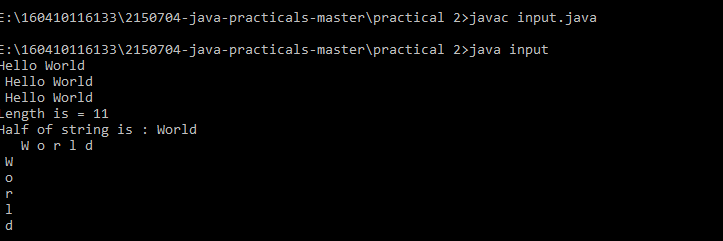 E:\160410116133\2150704-java-practicals-master\practical 2>javac input.java
E:\160410116133\2150704-java-practicals-master\practical 2>java input
Hello World
Hello World
Hello World
Length is = 11
Half of string is : World
W o r l d
W
o
r
l
d